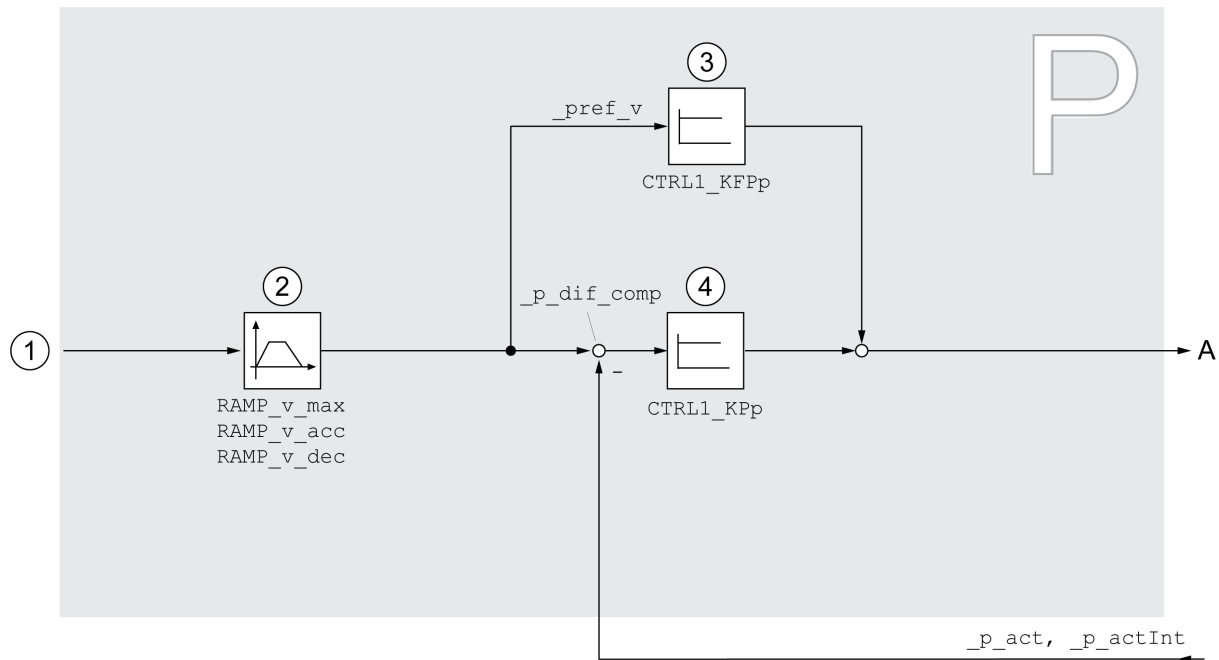 P
3
_pref_v
CTRL1_KFPp
2
_p_dif_comp
4
1
A
-
RAMP_v_max
RAMP_v_acc
RAMP_v_dec
CTRL1_KPp
_p_act, _p_actInt